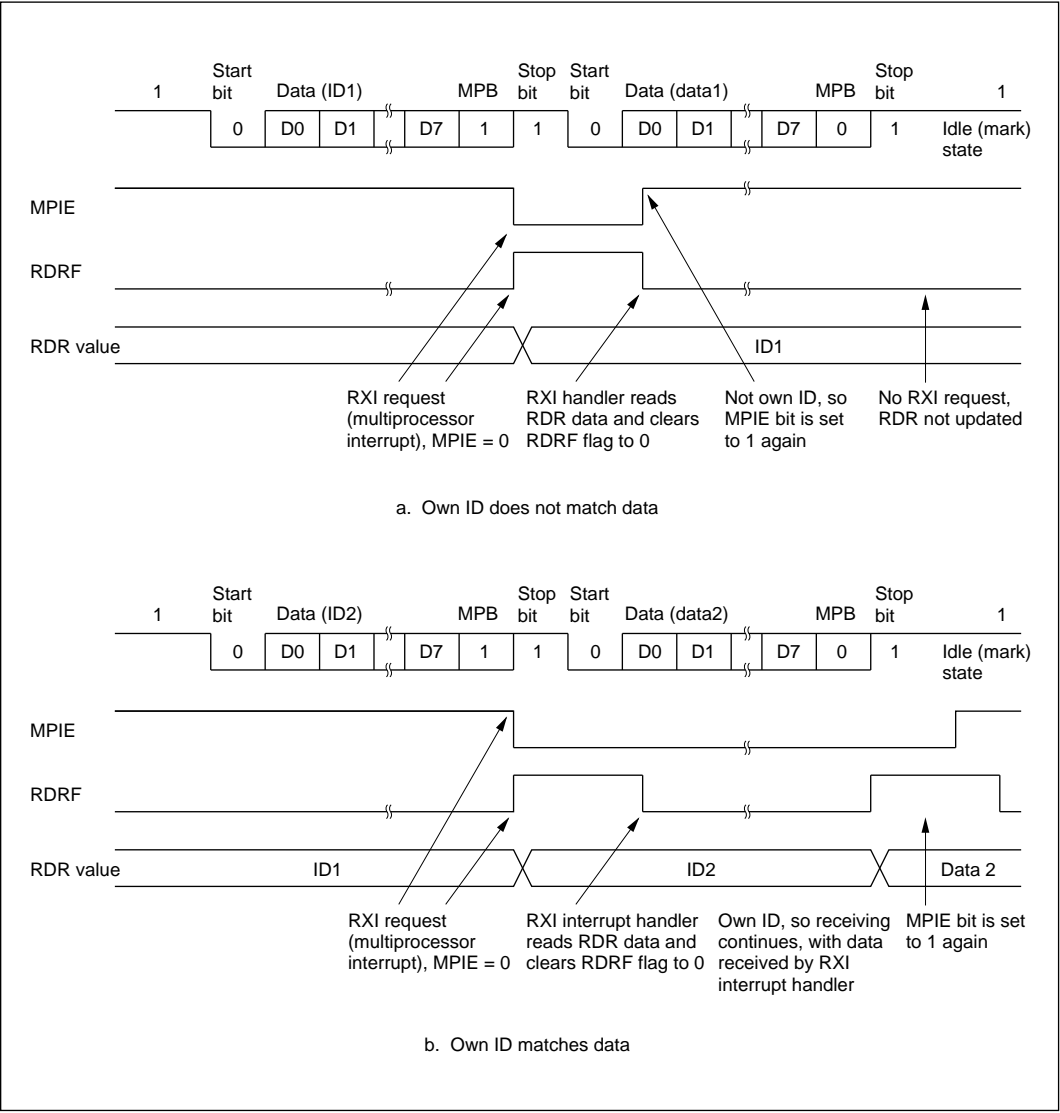 Start Stop Start Stop
1 bit Data (ID1) MPB bit bit Data (data1) MPB bit 1
0 D0 D1 D7 1 1 0 D0 D1 D7 0 1 Idle (mark)
state
MPIE
RDRF
RDR value ID1
RXI request
(multiprocessor
interrupt), MPIE = 0
RXI handler reads
RDR data and clears
RDRF flag to 0
Not own ID, so
MPIE bit is set
to 1 again
No RXI request,
RDR not updated
a. Own ID does not match data
Start Stop Start Stop
1 bit Data (ID2) MPB bit bit Data (data2) MPB bit 1
0 D0 D1 D7 1 1 0 D0 D1 D7 0 1 Idle (mark)
state
MPIE
RDRF
RDR value ID1 ID2 Data 2
RXI request
(multiprocessor
interrupt), MPIE = 0
RXI interrupt handler
reads RDR data and
clears RDRF flag to 0
Own ID, so receiving
continues, with data
received by RXI
interrupt handler
MPIE bit is set
to 1 again
b. Own ID matches data